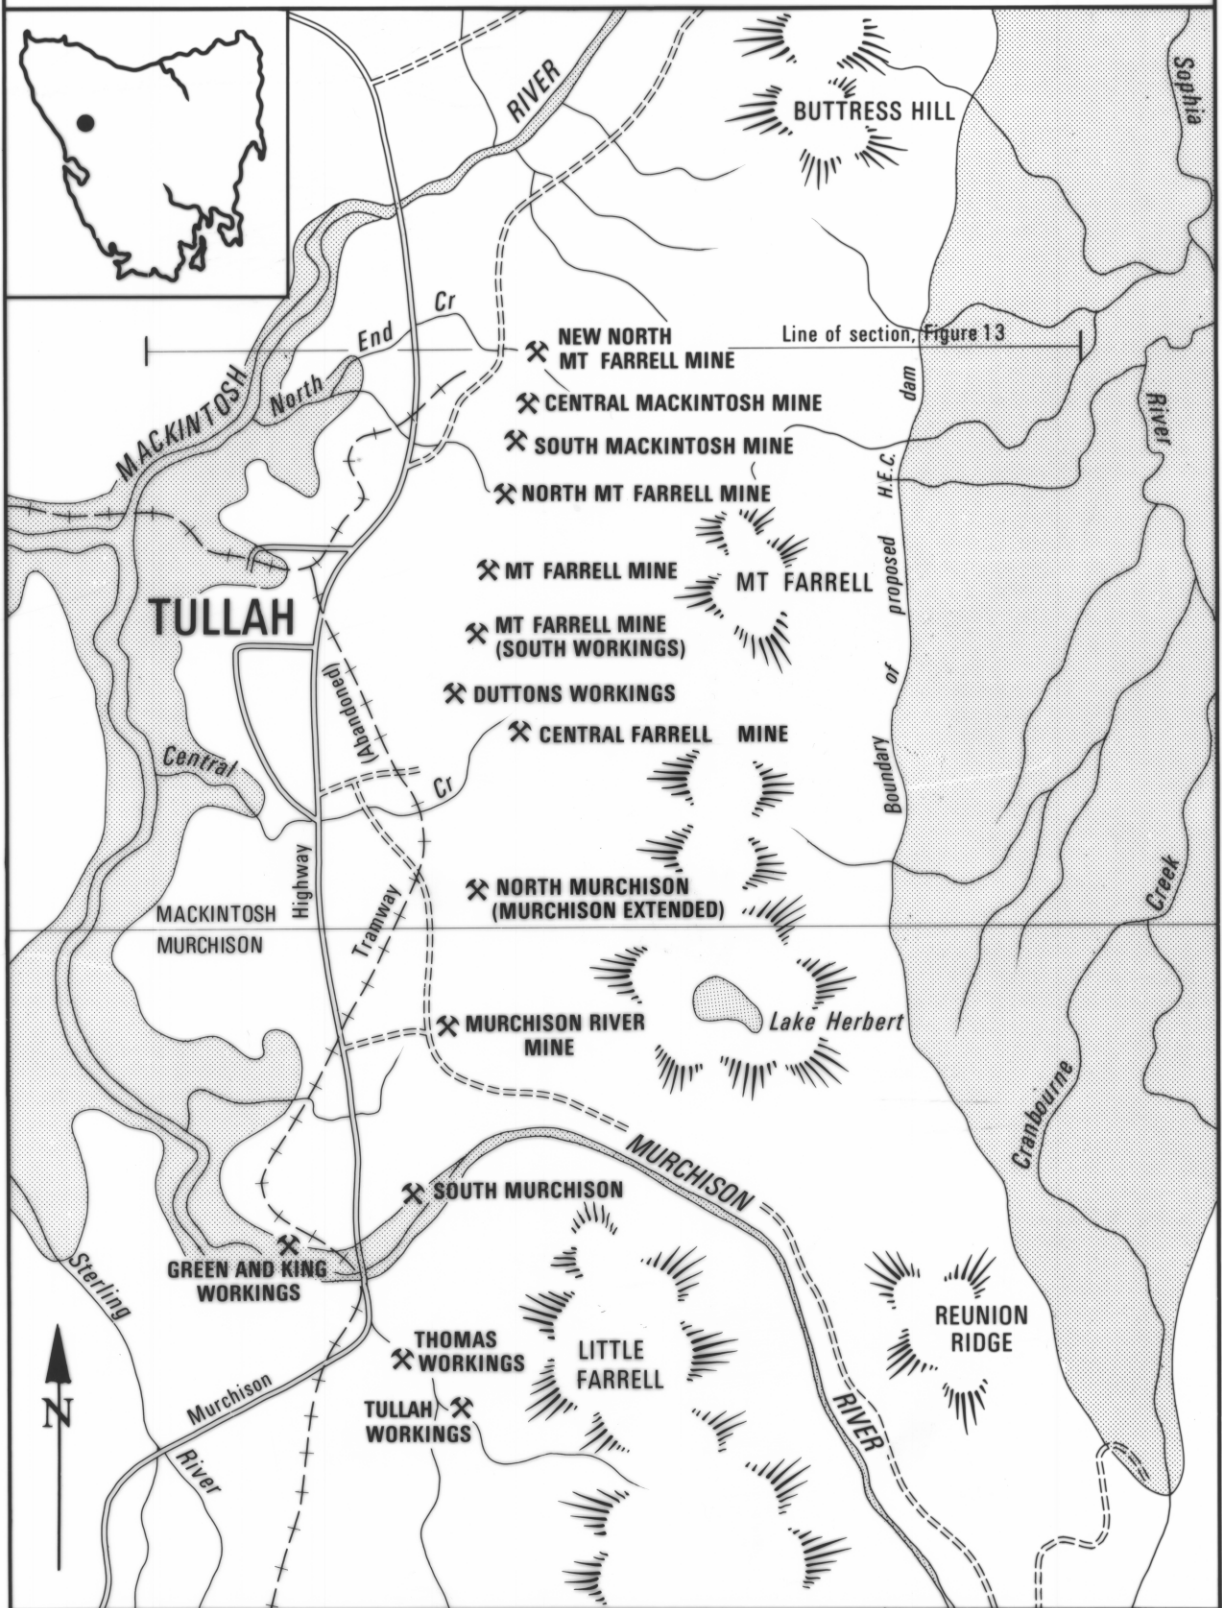 Sophia
RIVER
BUTTRESS HILL
Cr
End
North
MACKINTOSH
NEW NORTH
MT FARRELL MINE
Line of section, Figure 13
River
CENTRAL MACKINTOSH MINE
SOUTH MACKINTOSH MINE
NORTH MT FARRELL MINE
Boundary of proposed H.E.C. dam
MT FARRELL MINE
MT FARRELL
TULLAH
MT FARRELL MINE
(SOUTH WORKINGS)
(Abandoned)
DUTTONS WORKINGS
CENTRAL FARRELL MINE
Central
Cr
Highway
Tramway
NORTH MURCHISON
(MURCHISON EXTENDED)
Creek
MACKINTOSH
MURCHISON
Lake Herbert
MURCHISON RIVER
MINE
Cranbourne
MURCHISON
SOUTH MURCHISON
GREEN AND KING
WORKINGS
Sterling
REUNION
RIDGE
THOMAS
WORKINGS
LITTLE
FARRELL
N
Murchison
TULLAH
WORKINGS
RIVER
River